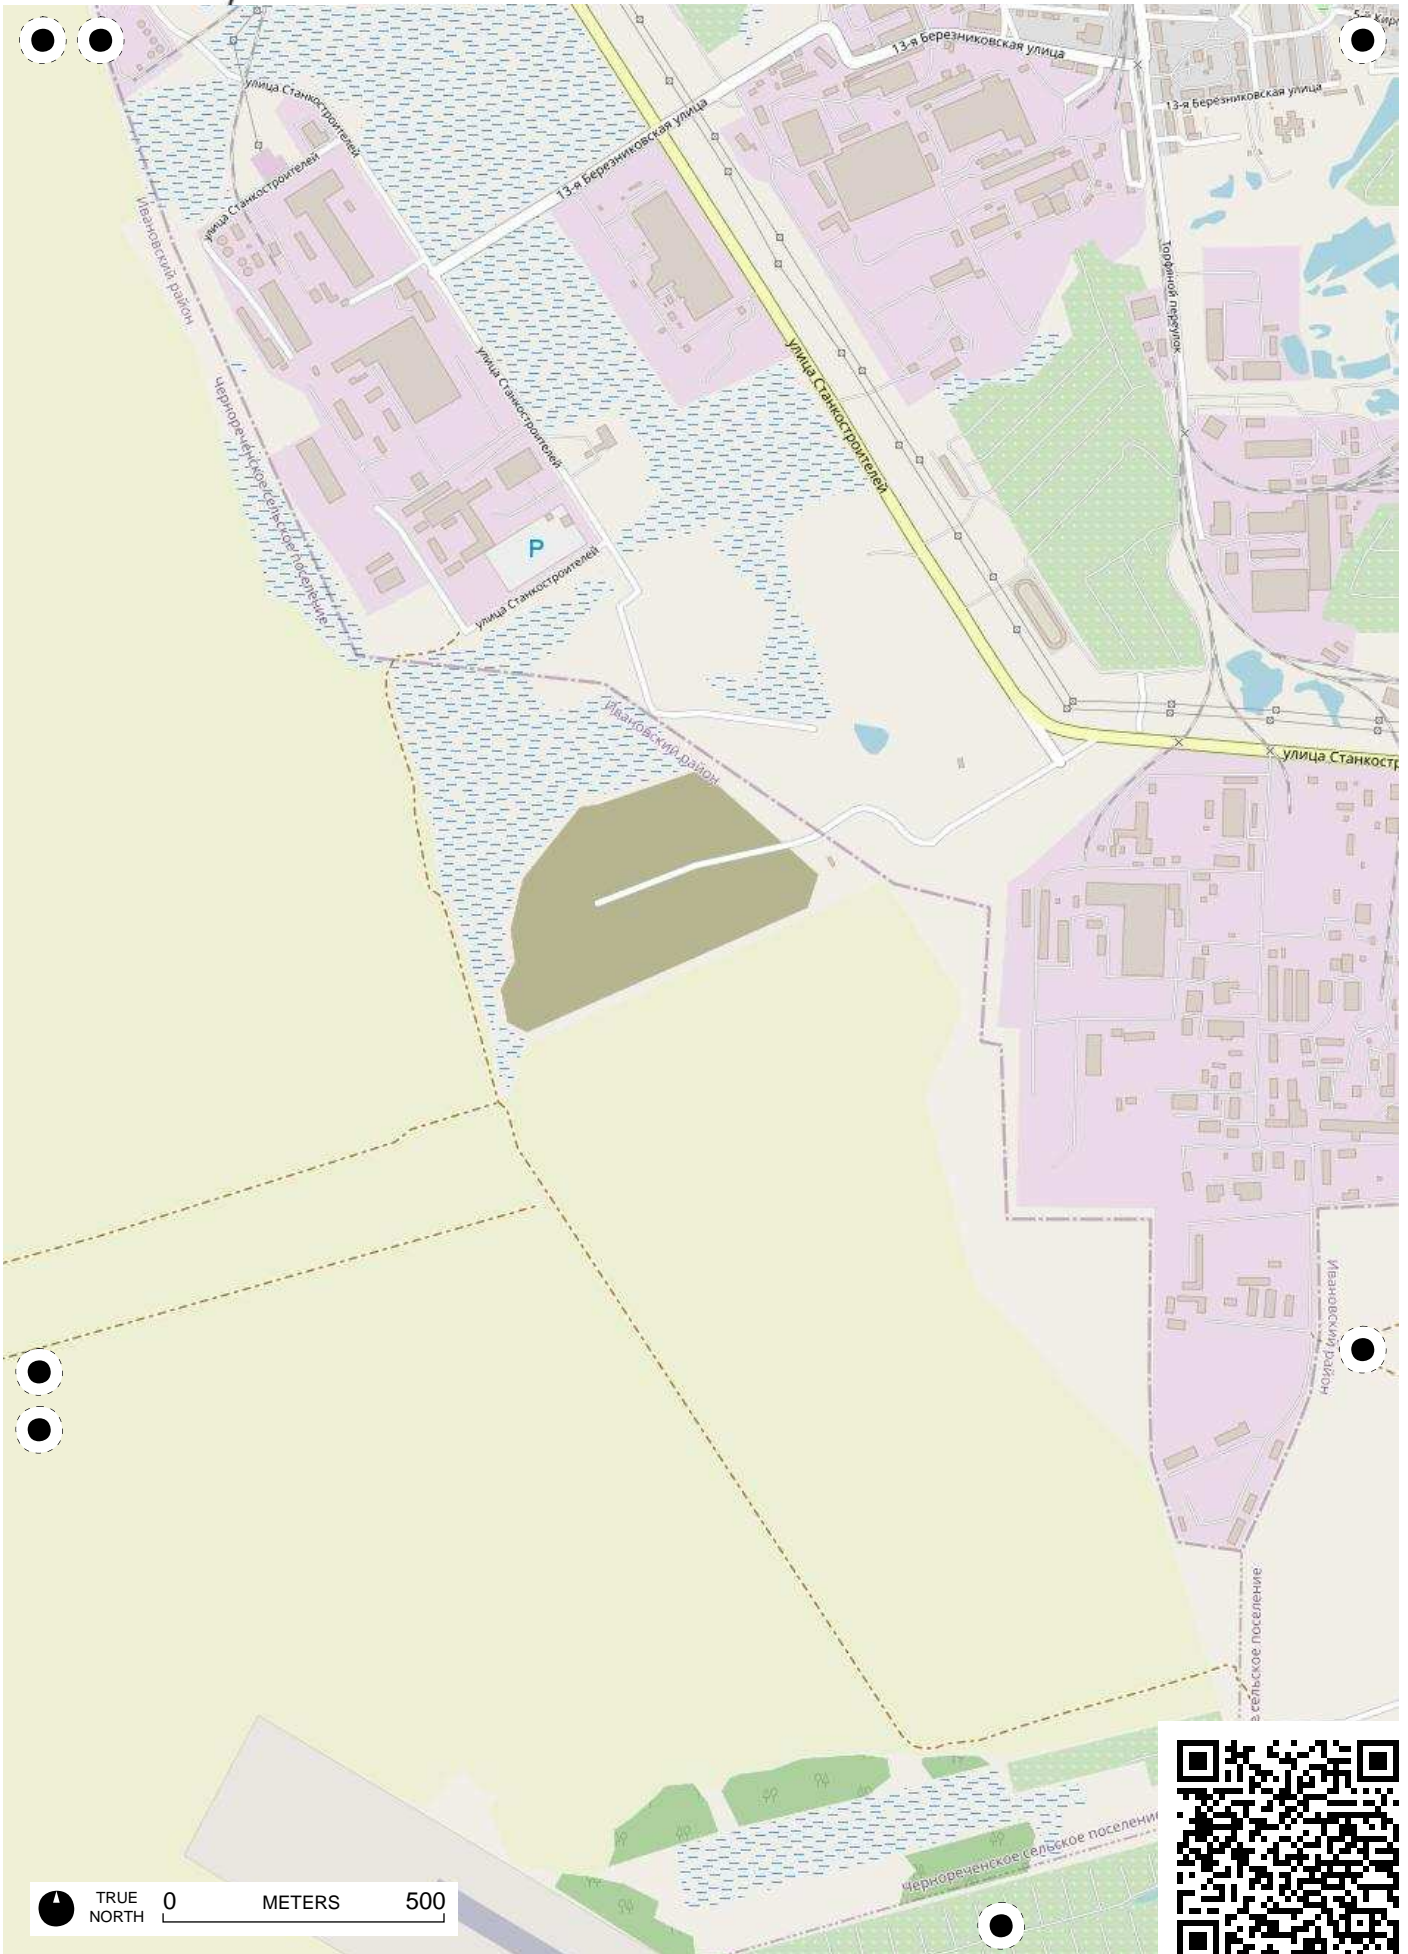 13-я Березниковская улица
улица Станкостроителей
13-я Березниковская улица
13-я Березниковская улица
улица Станкостроителей
Ивановский район
Торфяной переулок
улица Станкостроителей
улица Станкостроителей
Чернореченское сельское поселение
P
улица Станкостроителей
Ивановский район
улица Станкостр
Ивановский район
е сельское поселение
Чернореченское сельское поселение
TRUE NORTH
0 METERS 500